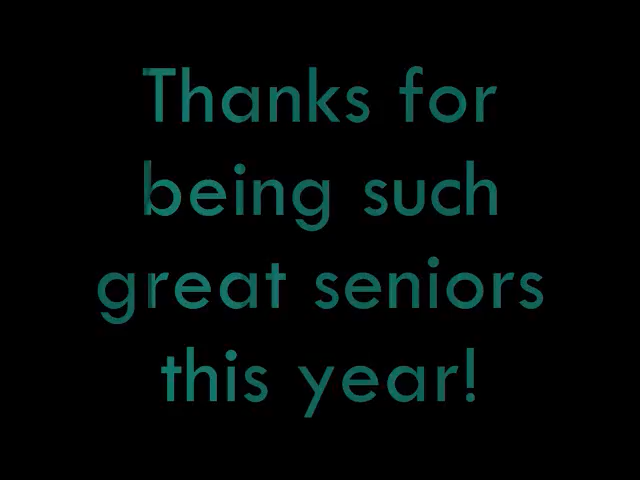 Thanks for
being such
great seniors
this year!